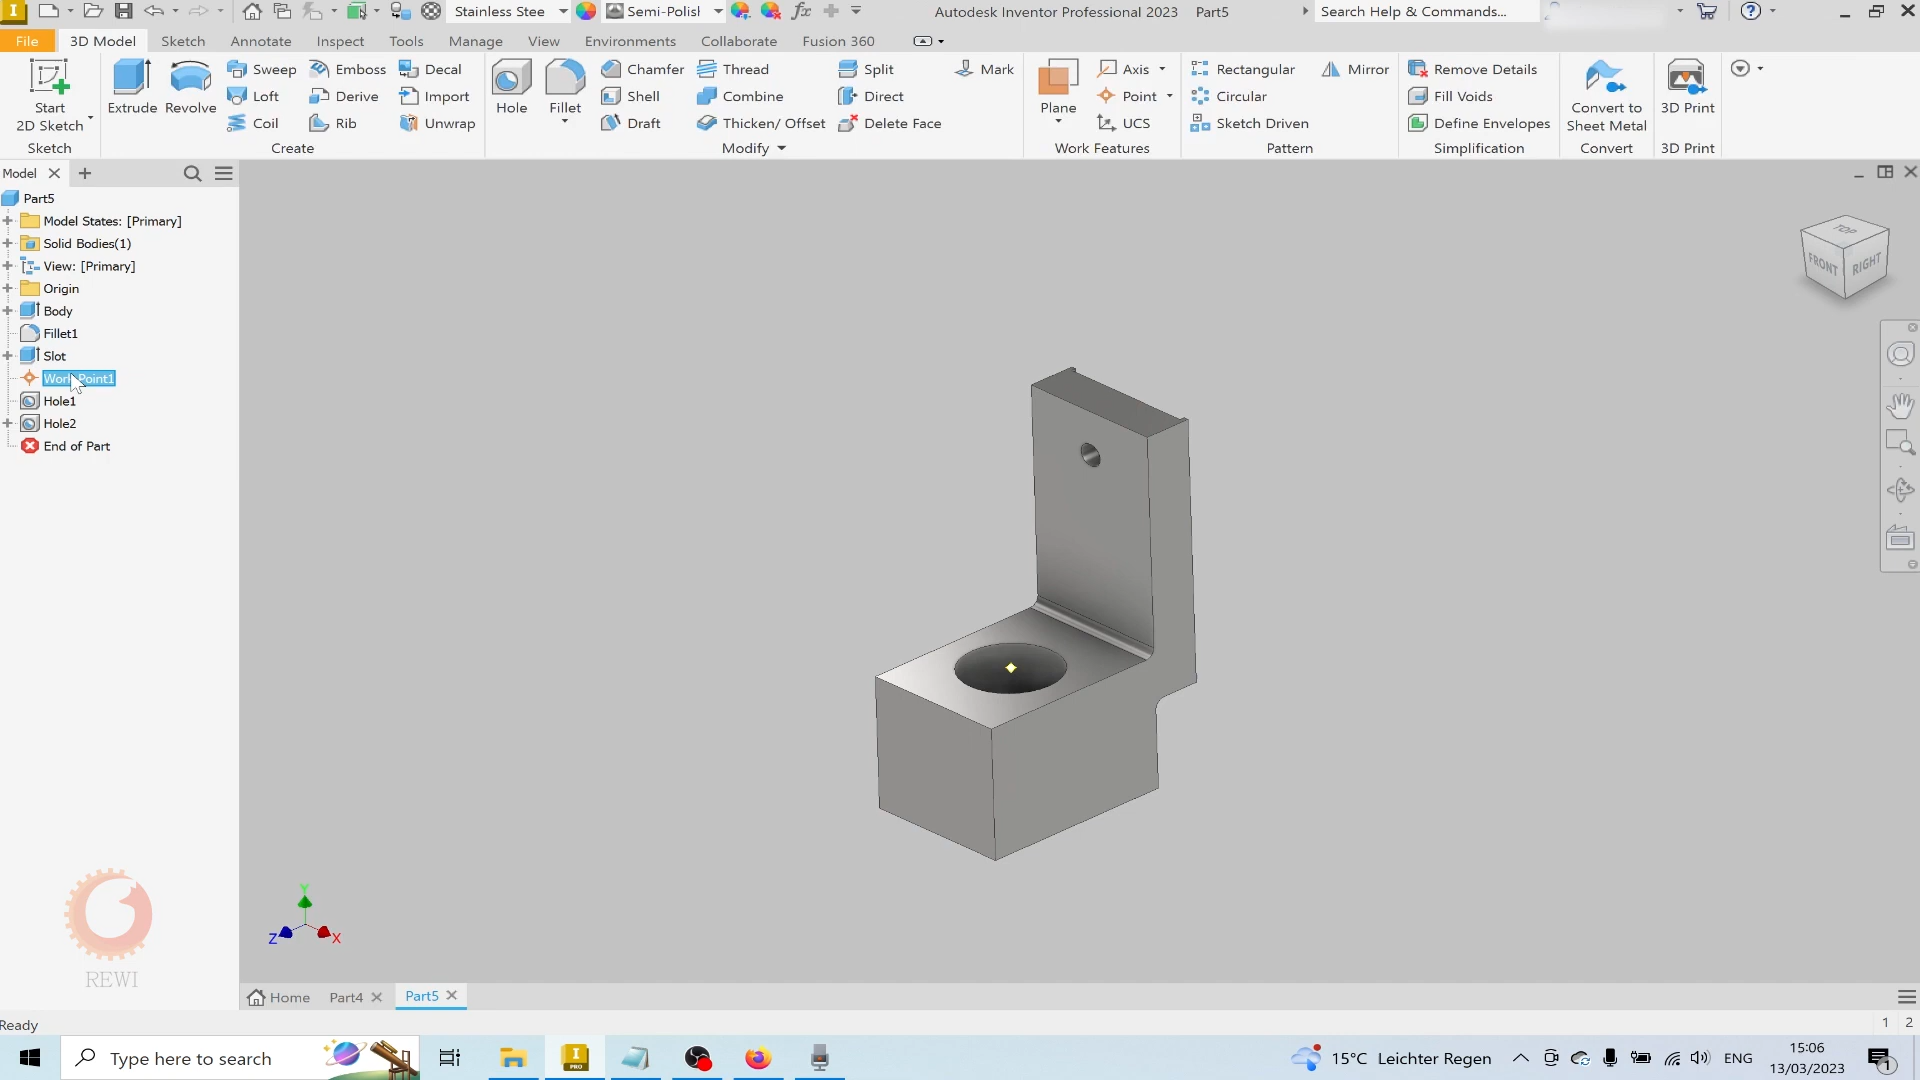 Stainless Stee
Semi-Polisl
fx
Autodesk Inventor Professional 2023 Part5
Search Help & Commands...
File 3D Model Sketch Annotate Inspect Tools Manage View Environments Collaborate Fusion 360
Start
2D Sketch
Sketch
Extrude Revolve
Sweep Emboss Decal
Loft Derive Import
Coil Rib Unwrap
Create
Hole Fillet
Chamfer Thread Split Mark
Shell Combine Direct
Draft Thicken/ Offset Delete Face
Modify
Plane
Axis
Point
UCS
Work Features
Rectangular Mirror
Circular
Sketch Driven
Pattern
Remove Details
Fill Voids
Define Envelopes
Simplification
Convert to
Sheet Metal
Convert
3D Print
3D Print
Model
Part5
Model States: [Primary]
Solid Bodies(1)
View: [Primary]
Origin
Body
Fillet1
Slot
Work Point1
Hole1
Hole2
End of Part
TOP
FRONT RIGHT
Y
Z X
REWI
Home Part4 Part5
Ready
1 2
Type here to search
PRO
15°C Leichter Regen
ENG
15:06
13/03/2023
1